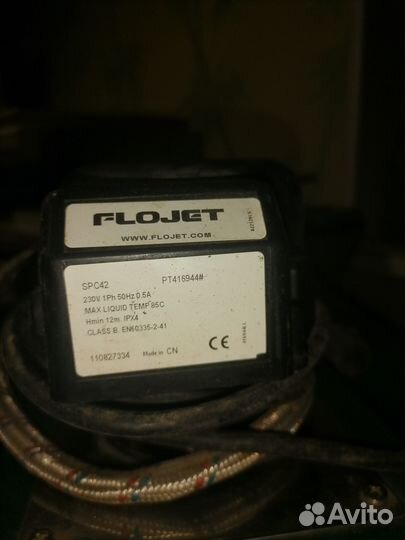 FLOJET
WWW.FLOJET.COM
SPC42 PT416944#
230V 1Ph 50Hz 0.5A
MAX LIQUID TEMP 85C
Hmin 12m. IPX4
CLASS B. EN60335-2-41
110827334 Made in CN
Avito